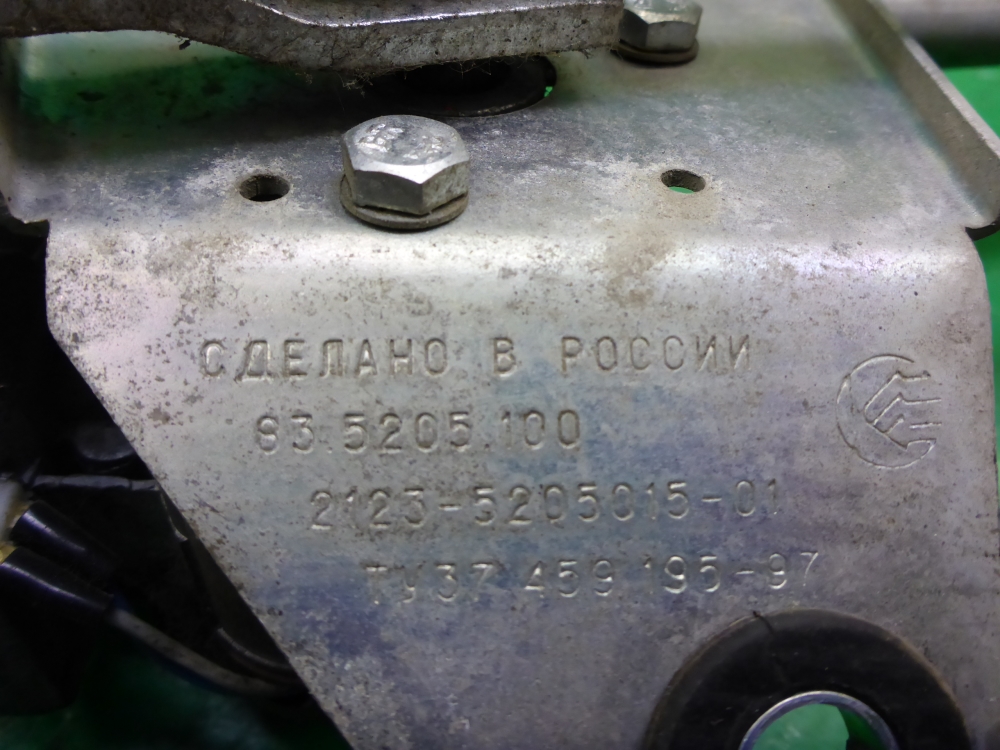 СДЕЛАНО В РОССИИ
93.5205.100
2123-5205015-01
ТУ37 459 195-97